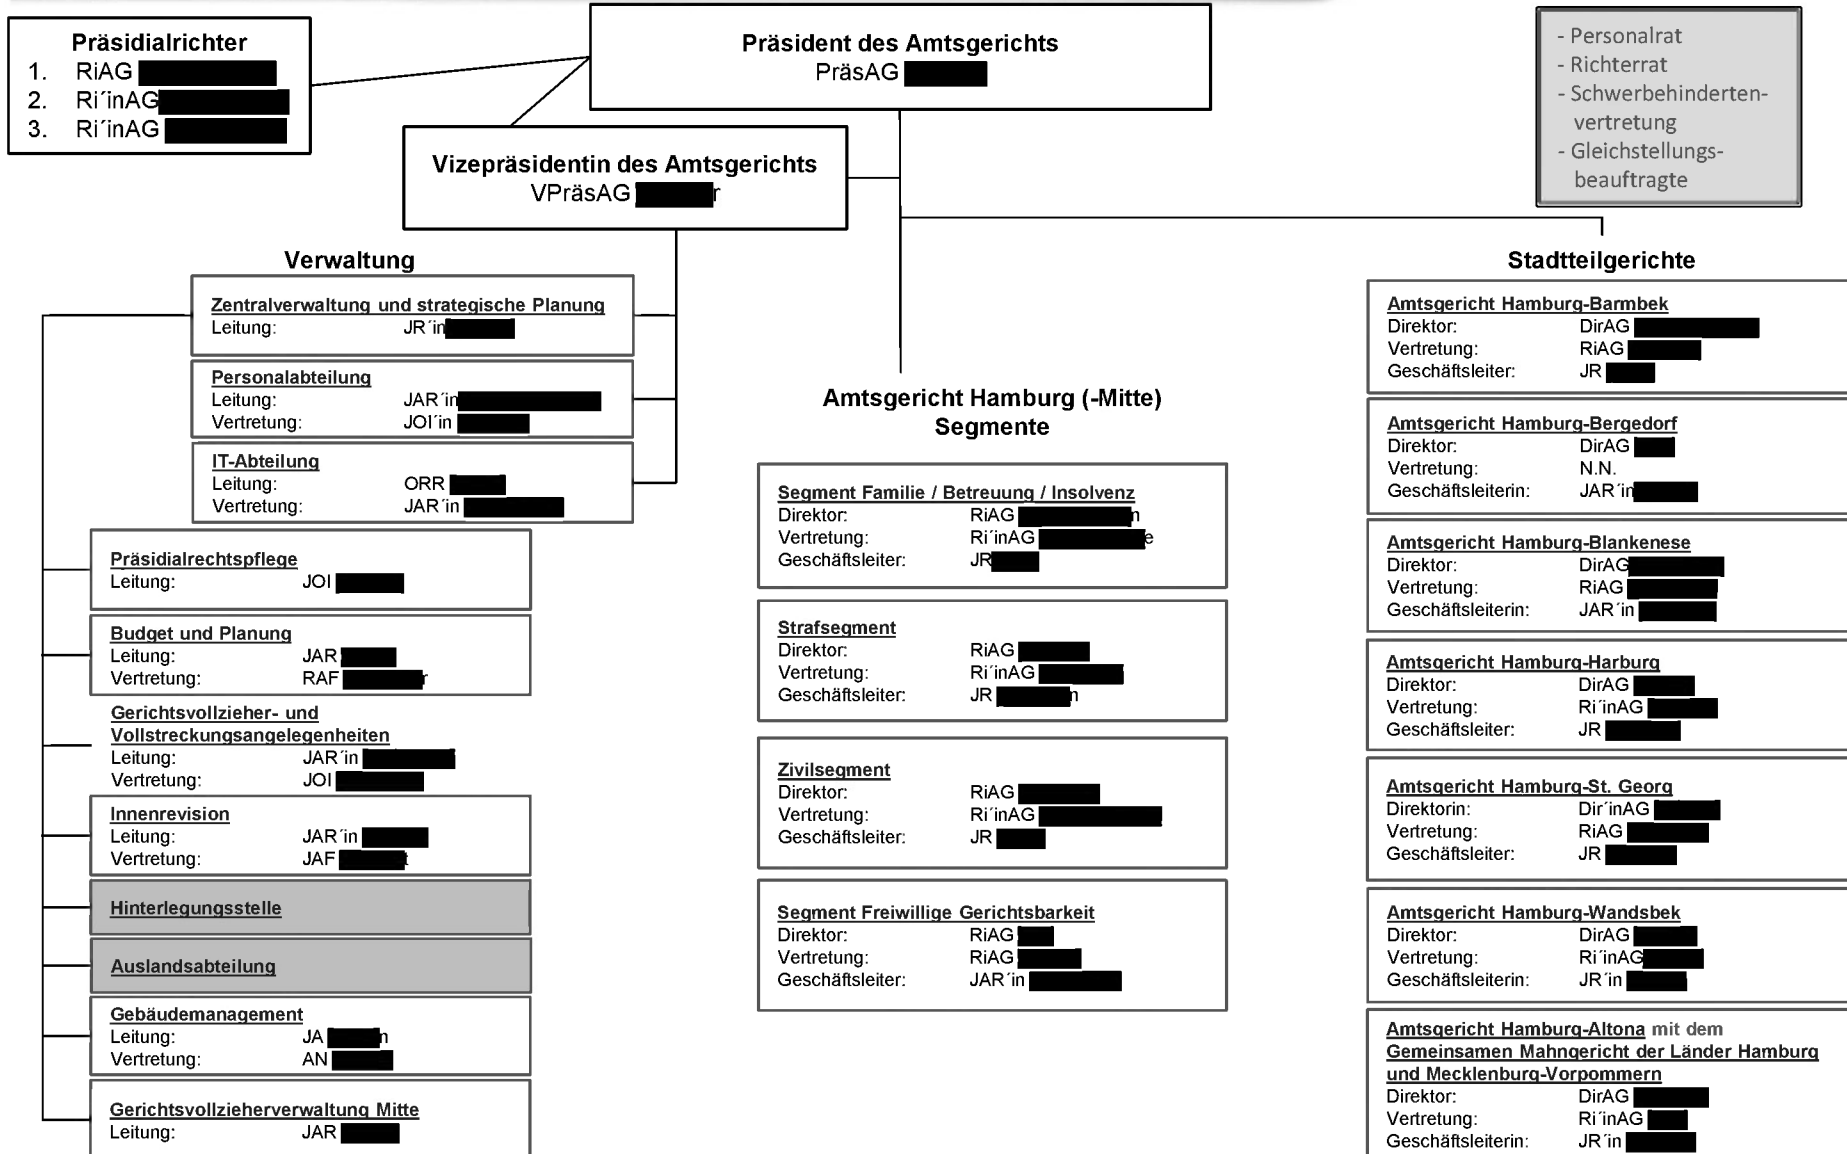 Präsidialrichter
1. RiAG
2. Ri´inAG
3. Ri´inAG
Präsident des Amtsgerichts
PräsAG
Vizepräsidentin des Amtsgerichts
VPräsAG r
- Personalrat
- Richterrat
- Schwerbehinderten-
vertretung
- Gleichstellungs-
beauftragte
Verwaltung
Zentralverwaltung und strategische Planung
Leitung: JR´in
Personalabteilung
Leitung: JAR´in
Vertretung: JOI´in
IT-Abteilung
Leitung: ORR
Vertretung: JAR´in
Präsidialrechtspflege
Leitung: JOI
Budget und Planung
Leitung: JAR
Vertretung: RAF r
Gerichtsvollzieher- und
Vollstreckungsangelegenheiten
Leitung: JAR´in
Vertretung: JOI
Innenrevision
Leitung: JAR´in
Vertretung: JAF t
Hinterlegungsstelle
Auslandsabteilung
Gebäudemanagement
Leitung: JA n
Vertretung: AN
Gerichtsvollzieherverwaltung Mitte
Leitung: JAR
Amtsgericht Hamburg (-Mitte)
Segmente
Segment Familie / Betreuung / Insolvenz
Direktor: RiAG n
Vertretung: Ri´inAG e
Geschäftsleiter: JR
Strafsegment
Direktor: RiAG
Vertretung: Ri´inAG
Geschäftsleiter: JR n
Zivilsegment
Direktor: RiAG
Vertretung: Ri´inAG
Geschäftsleiter: JR
Segment Freiwillige Gerichtsbarkeit
Direktor: RiAG
Vertretung: RiAG
Geschäftsleiter: JAR´in
Stadtteilgerichte
Amtsgericht Hamburg-Barmbek
Direktor: DirAG
Vertretung: RiAG
Geschäftsleiter: JR
Amtsgericht Hamburg-Bergedorf
Direktor: DirAG
Vertretung: N.N.
Geschäftsleiterin: JAR´in
Amtsgericht Hamburg-Blankenese
Direktor: DirAG
Vertretung: RiAG
Geschäftsleiterin: JAR´in
Amtsgericht Hamburg-Harburg
Direktor: DirAG
Vertretung: Ri´inAG
Geschäftsleiter: JR
Amtsgericht Hamburg-St. Georg
Direktorin: Dir´inAG
Vertretung: RiAG
Geschäftsleiter: JR
Amtsgericht Hamburg-Wandsbek
Direktor: DirAG
Vertretung: Ri´inAG
Geschäftsleiterin: JR´in
Amtsgericht Hamburg-Altona mit dem
Gemeinsamen Mahngericht der Länder Hamburg
und Mecklenburg-Vorpommern
Direktor: DirAG
Vertretung: Ri´inAG
Geschäftsleiterin: JR´in